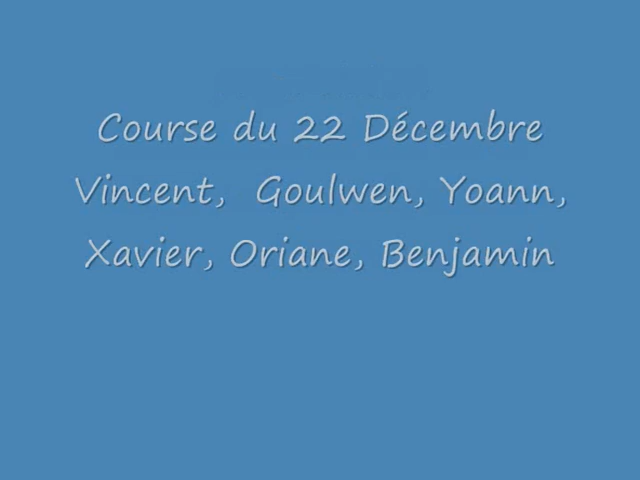 Course du 22 Décembre
Vincent, Goulwen, Yoann,
Xavier, Oriane, Benjamin